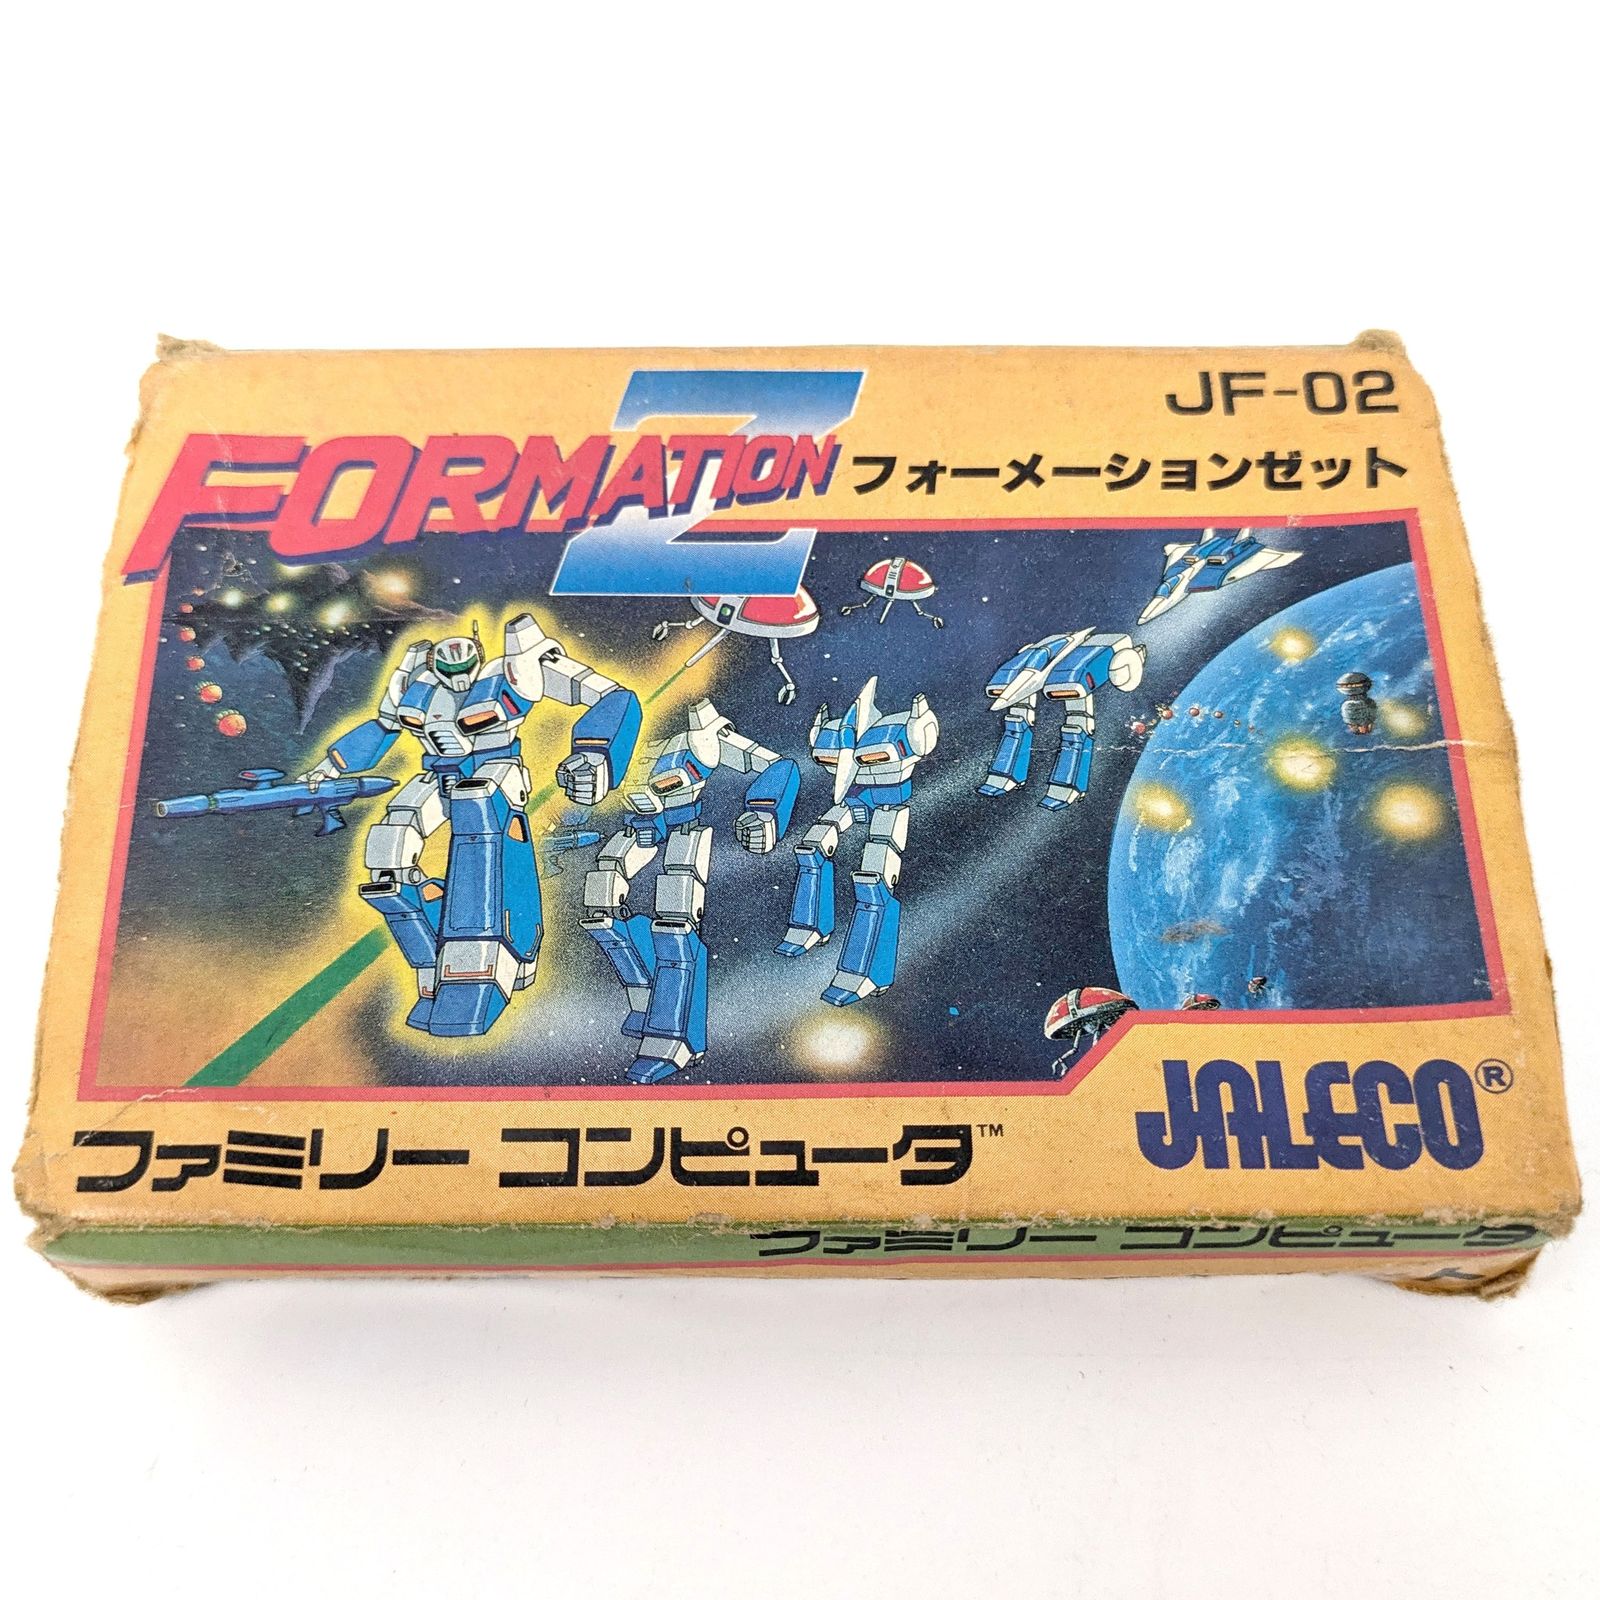 JF-02
FORMATION Z
フォーメーションゼット
JALECO®
ファミリー コンピュータ™
ファミリー コンピュータ